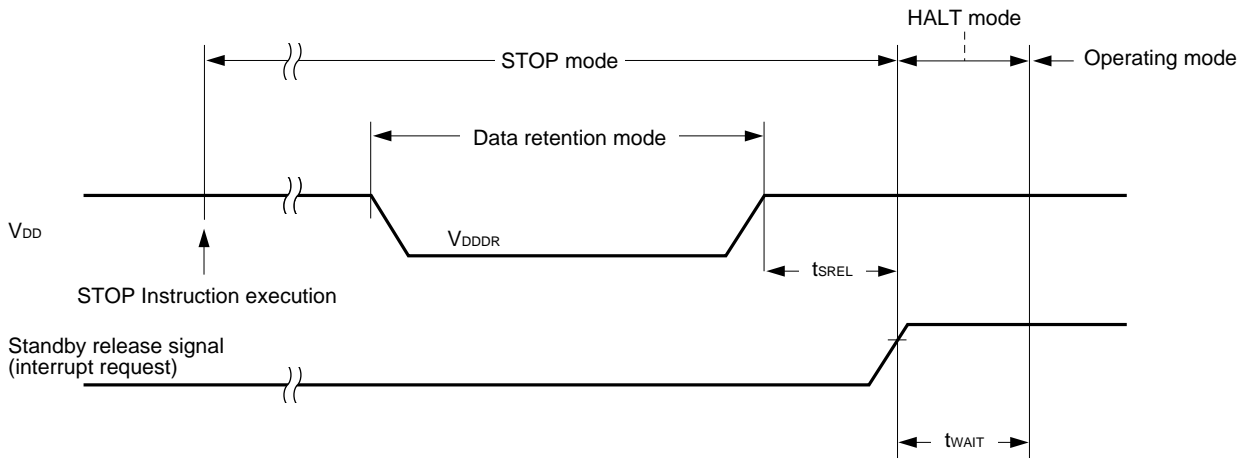 HALT mode
STOP mode
Operating mode
Data retention mode
VDD
VDDDR
tSREL
STOP Instruction execution
Standby release signal
(interrupt request)
tWAIT